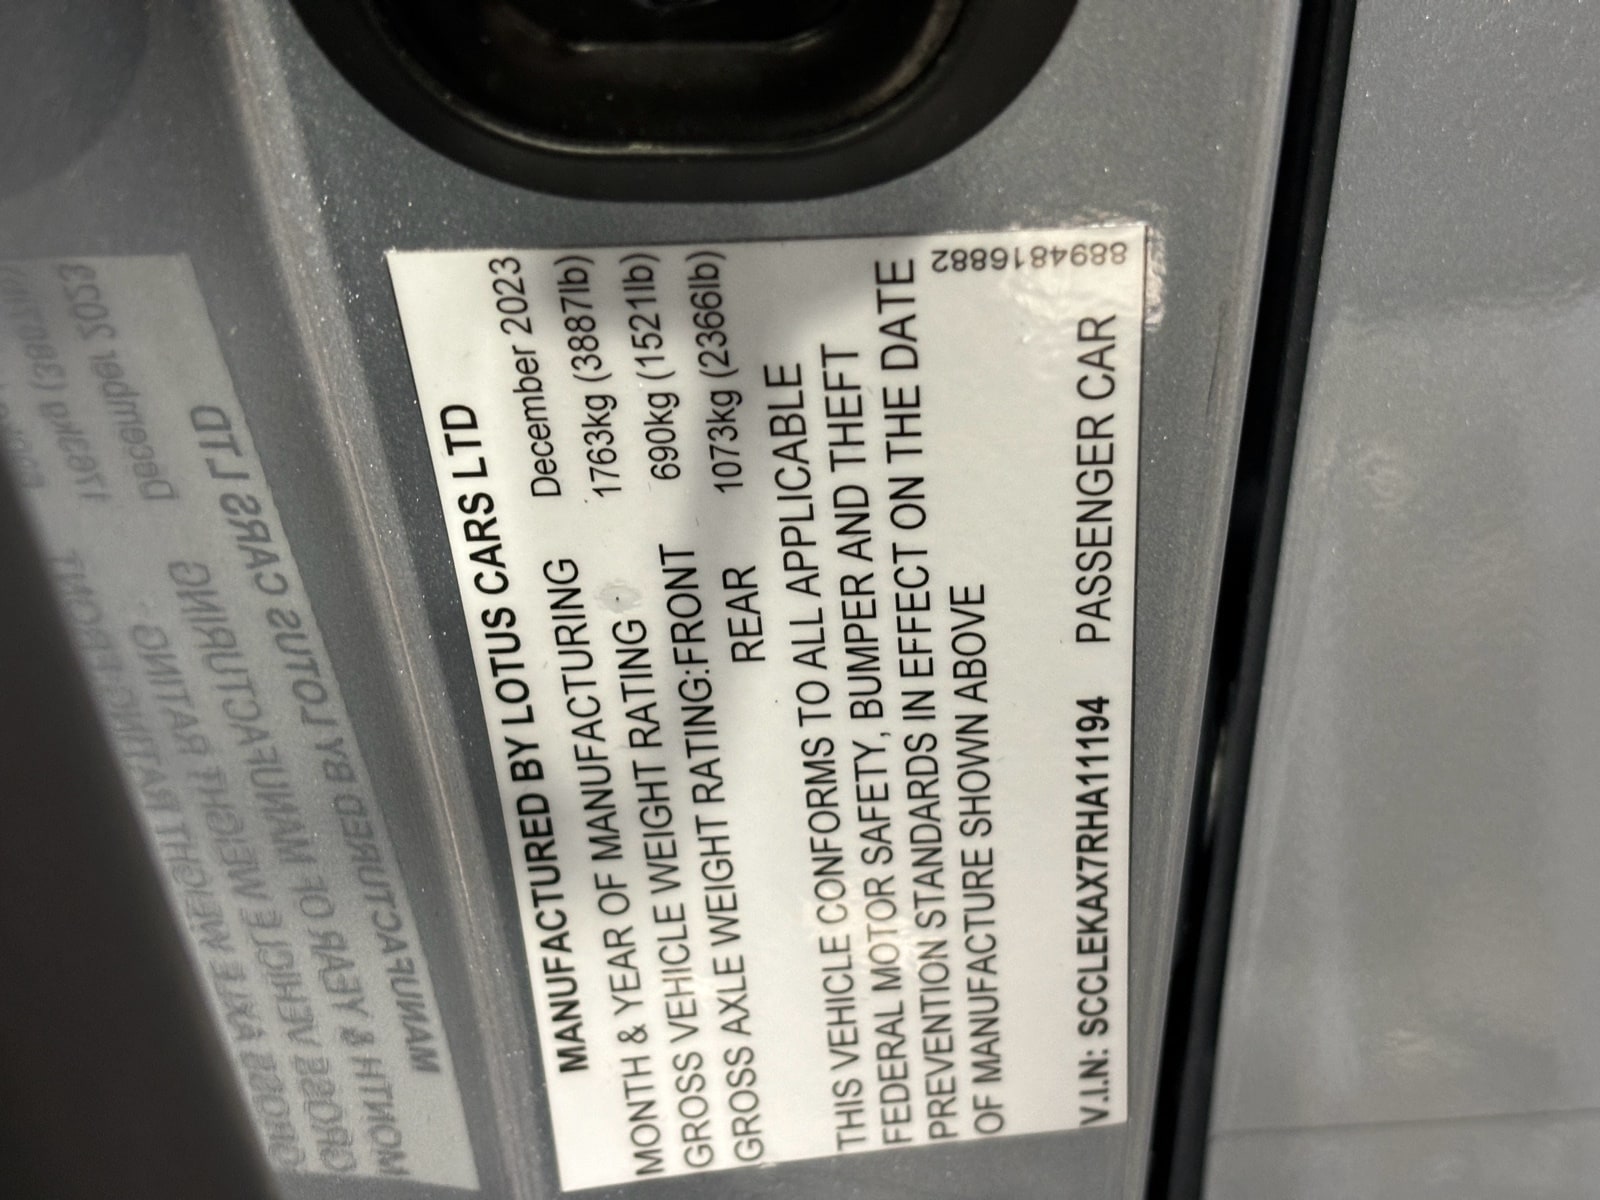 MANUFACTURED BY LOTUS CARS LTD
MONTH & YEAR OF MANUFACTURING December 2023
GROSS VEHICLE WEIGHT RATING 1763kg (3887lb)
GROSS AXLE WEIGHT RATING:FRONT 690kg (1521lb)
REAR 1073kg (2366lb)
THIS VEHICLE CONFORMS TO ALL APPLICABLE
FEDERAL MOTOR SAFETY, BUMPER AND THEFT
PREVENTION STANDARDS IN EFFECT ON THE DATE
OF MANUFACTURE SHOWN ABOVE
V.I.N: SCCLEKAX7RHA11194 PASSENGER CAR
8894816882